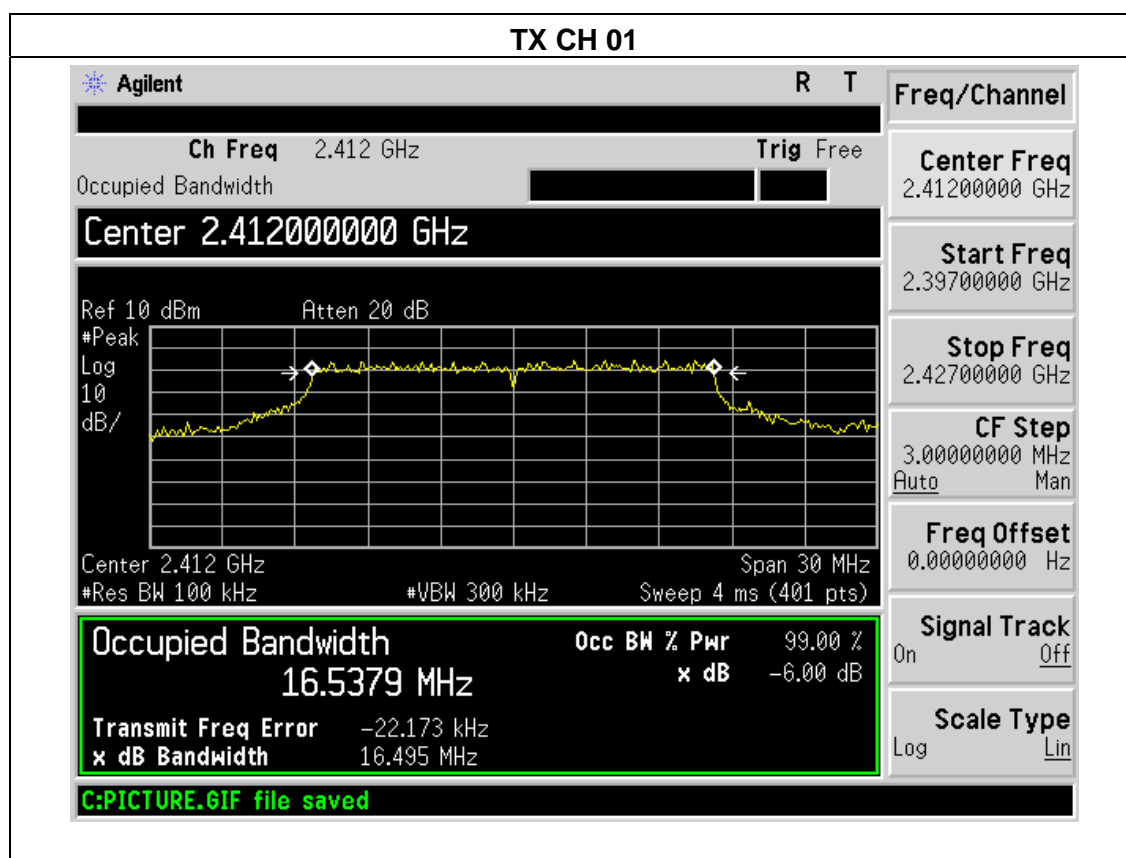 TX CH 01
Agilent R T
Ch Freq 2.412 GHz Trig Free
Occupied Bandwidth
Center 2.412000000 GHz
Ref 10 dBm Atten 20 dB
#Peak
Log
10
dB/
Center 2.412 GHz Span 30 MHz
#Res BW 100 kHz #VBW 300 kHz Sweep 4 ms (401 pts)
Occupied Bandwidth Occ BW % Pwr 99.00 %
16.5379 MHz x dB -6.00 dB
Transmit Freq Error -22.173 kHz
x dB Bandwidth 16.495 MHz
C:PICTURE.GIF file saved
Freq/Channel
Center Freq
2.41200000 GHz
Start Freq
2.39700000 GHz
Stop Freq
2.42700000 GHz
CF Step
3.00000000 MHz
Auto Man
Freq Offset
0.00000000 Hz
Signal Track
On Off
Scale Type
Log Lin